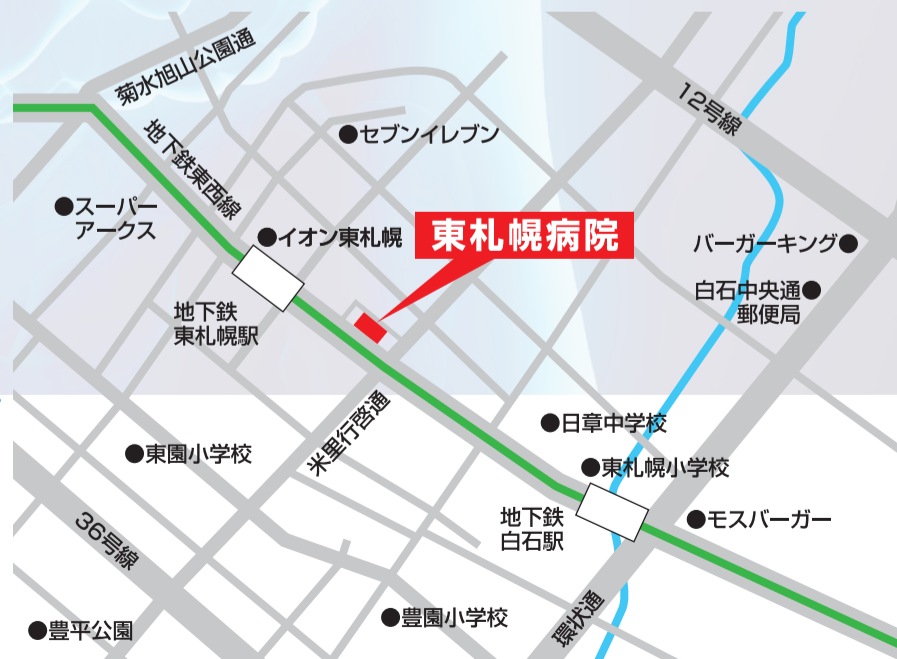 菊水旭山公園通
12号線
地下鉄東西線
●セブンイレブン
●スーパー
アークス
●イオン東札幌
東札幌病院
バーガーキング●
白石中央通●
郵便局
地下鉄
東札幌駅
米里行啓通
●日章中学校
●東園小学校
●東札幌小学校
地下鉄
白石駅
●モスバーガー
36号線
環状通
●豊園小学校
●豊平公園